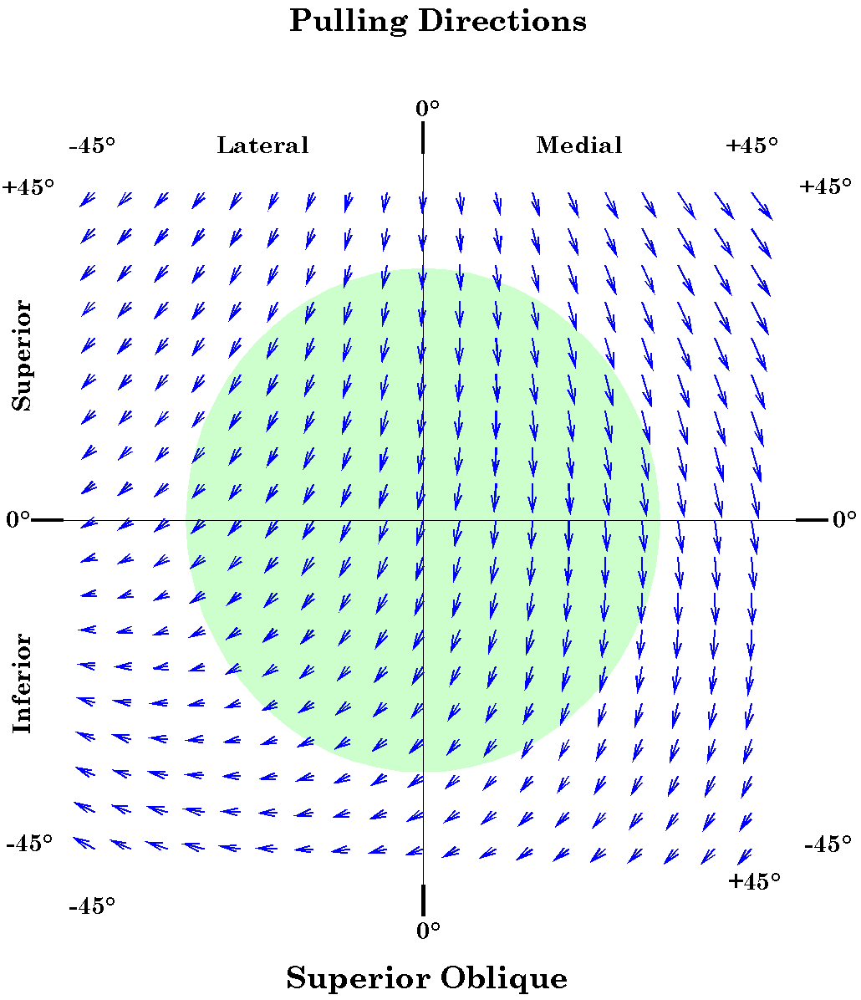 Pulling Directions
0°
-45° Lateral Medial +45°
+45° +45°
Superior
0° 0°
Inferior
-45° -45°
+45°
-45°
0°
Superior Oblique